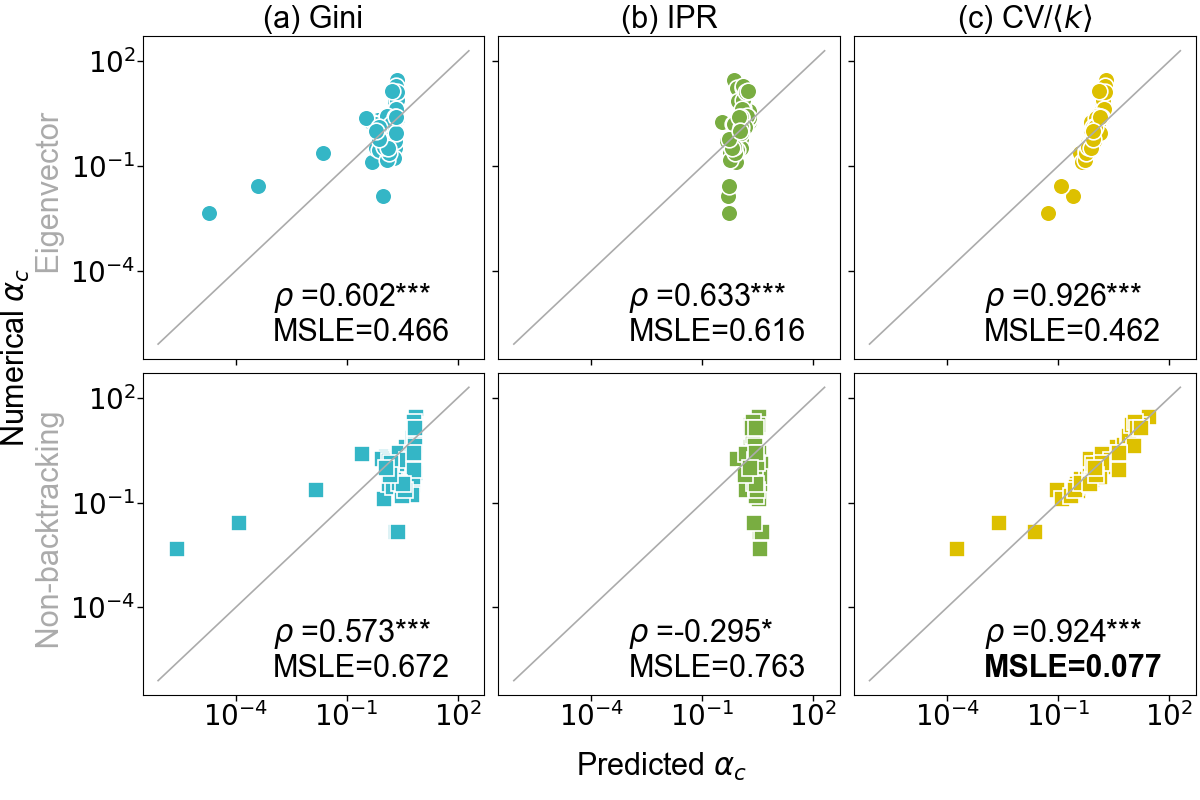 (a) Gini
(b) IPR
(c) CV/⟨k⟩
Numerical α_c
Eigenvector
10²
10⁻¹
10⁻⁴
ρ =0.602***
MSLE=0.466
ρ =0.633***
MSLE=0.616
ρ =0.926***
MSLE=0.462
Non-backtracking
10²
10⁻¹
10⁻⁴
ρ =0.573***
MSLE=0.672
ρ =-0.295*
MSLE=0.763
ρ =0.924***
MSLE=0.077
10⁻⁴ 10⁻¹ 10²
10⁻⁴ 10⁻¹ 10²
10⁻⁴ 10⁻¹ 10²
Predicted α_c